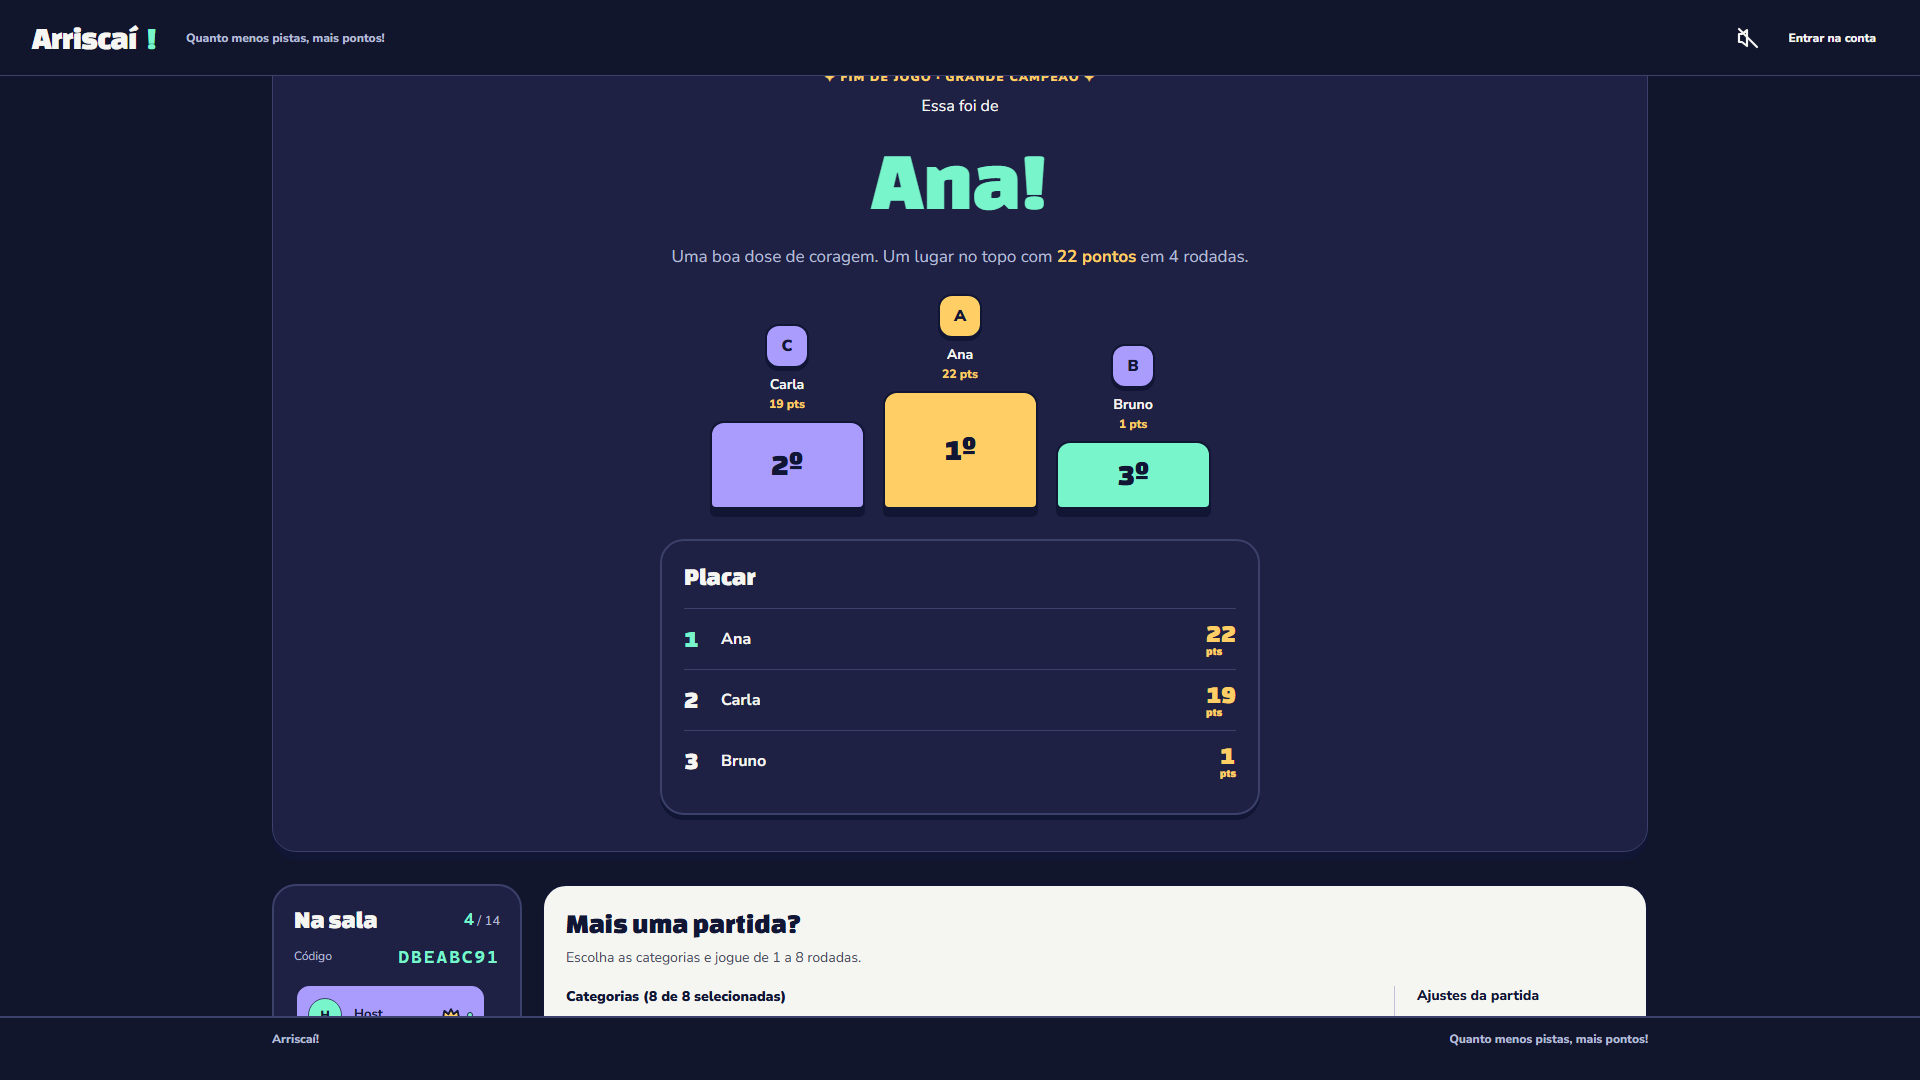 Arriscaí !
Quanto menos pistas, mais pontos!
Entrar na conta
✦ FIM DE JOGO · GRANDE CAMPEÃO ✦
Essa foi de
Ana!
Uma boa dose de coragem. Um lugar no topo com 22 pontos em 4 rodadas.
A
Ana
22 pts
1º
C
Carla
19 pts
2º
B
Bruno
1 pts
3º
Placar
1 Ana 22 pts
2 Carla 19 pts
3 Bruno 1 pts
Na sala 4 / 14
Código DBEABC91
H Host
Mais uma partida?
Escolha as categorias e jogue de 1 a 8 rodadas.
Categorias (8 de 8 selecionadas)
Ajustes da partida
Arriscaí!
Quanto menos pistas, mais pontos!